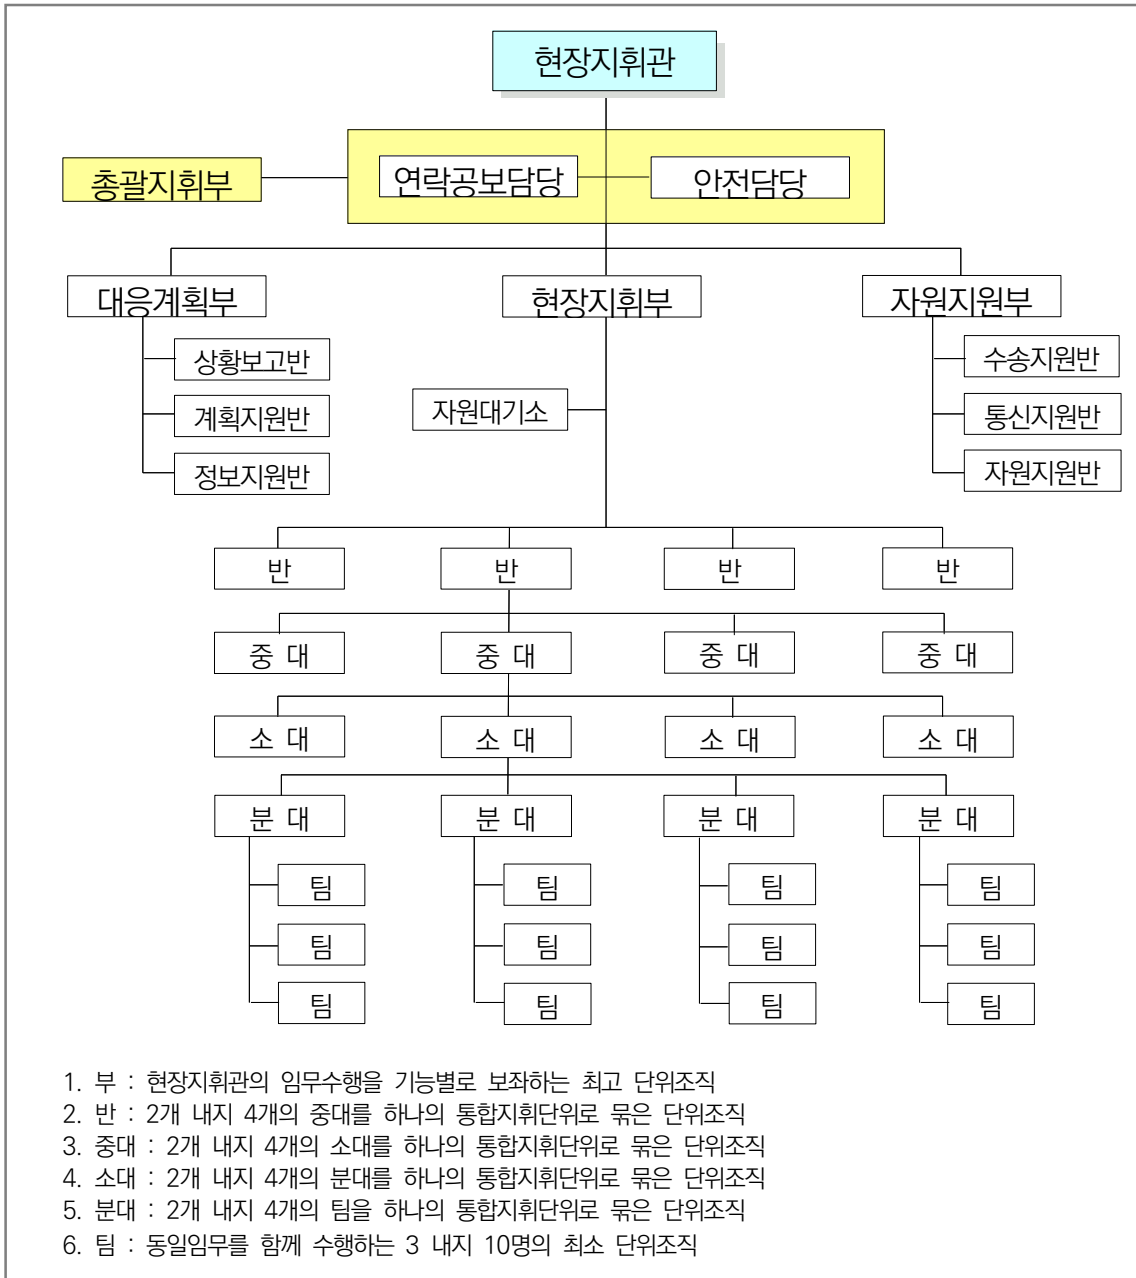 현장지휘관
총괄지휘부
연락공보담당
안전담당
대응계획부
현장지휘부
자원지원부
상황보고반
계획지원반
정보지원반
자원대기소
수송지원반
통신지원반
자원지원반
반 반 반 반
중 대 중 대 중 대 중 대
소 대 소 대 소 대 소 대
분 대 분 대 분 대 분 대
팀 팀 팀 팀
팀 팀 팀 팀
팀 팀 팀 팀
1. 부 : 현장지휘관의 임무수행을 기능별로 보좌하는 최고 단위조직
2. 반 : 2개 내지 4개의 중대를 하나의 통합지휘단위로 묶은 단위조직
3. 중대 : 2개 내지 4개의 소대를 하나의 통합지휘단위로 묶은 단위조직
4. 소대 : 2개 내지 4개의 분대를 하나의 통합지휘단위로 묶은 단위조직
5. 분대 : 2개 내지 4개의 팀을 하나의 통합지휘단위로 묶은 단위조직
6. 팀 : 동일임무를 함께 수행하는 3 내지 10명의 최소 단위조직